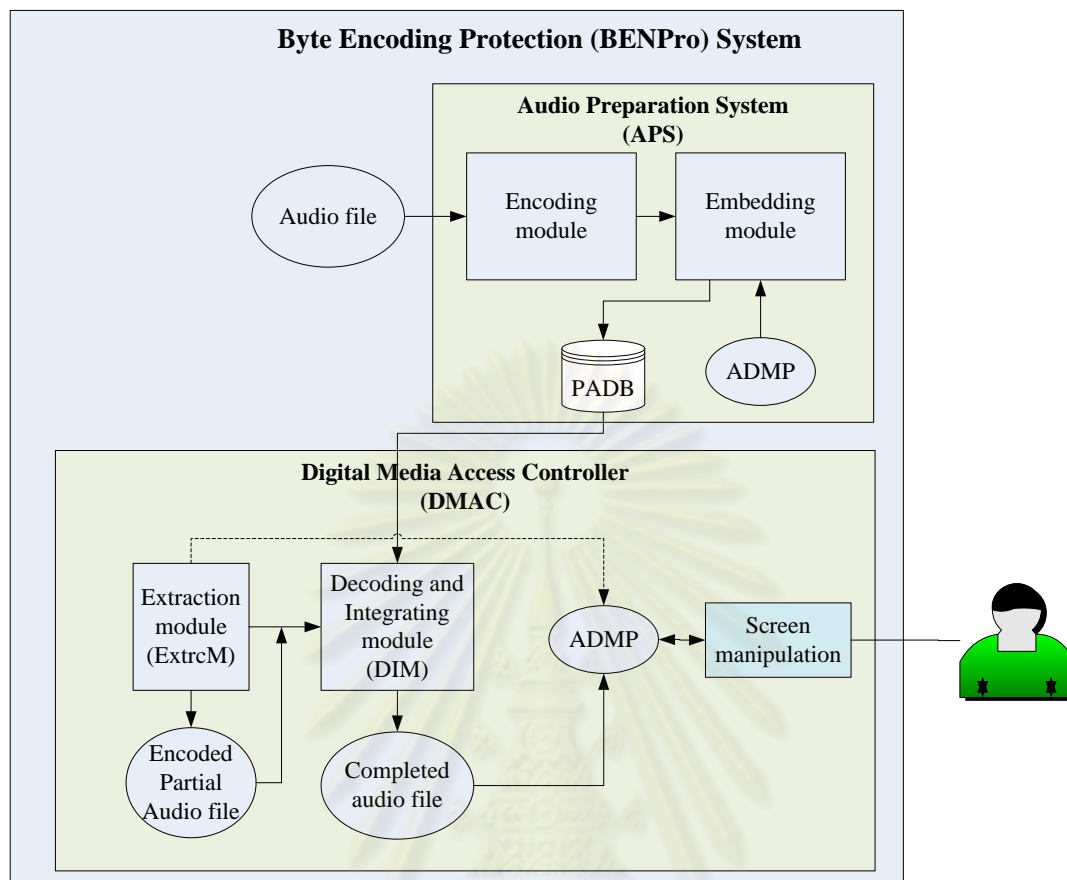 Byte Encoding Protection (BENPro) System
Audio Preparation System
(APS)
Audio file
Encoding
module
Embedding
module
PADB
ADMP
Digital Media Access Controller
(DMAC)
Extraction
module
(ExtrcM)
Decoding and
Integrating
module
(DIM)
ADMP
Screen
manipulation
Encoded
Partial
Audio file
Completed
audio file